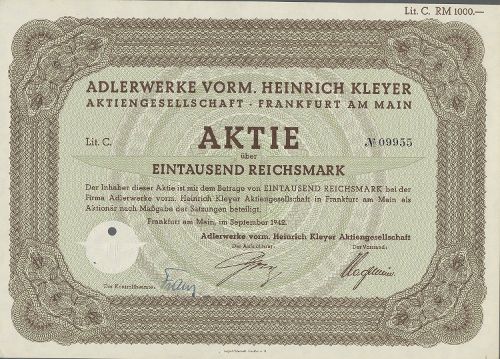 Lit. C. RM 1000.—
ADLERWERKE VORM. HEINRICH KLEYER
AKTIENGESELLSCHAFT · FRANKFURT AM MAIN
Lit. C.
AKTIE
№ 09955
über
EINTAUSEND REICHSMARK
Der Inhaber dieser Aktie ist mit dem Betrage von EINTAUSEND REICHSMARK bei der
Firma Adlerwerke vorm. Heinrich Kleyer Aktiengesellschaft in Frankfurt am Main als
Aktionär nach Maßgabe der Satzungen beteiligt.
Frankfurt am Main, im September 1942.
Adlerwerke vorm. Heinrich Kleyer Aktiengesellschaft
Der Aufsichtsrat: Der Vorstand:
Der Kontrollbeamte: